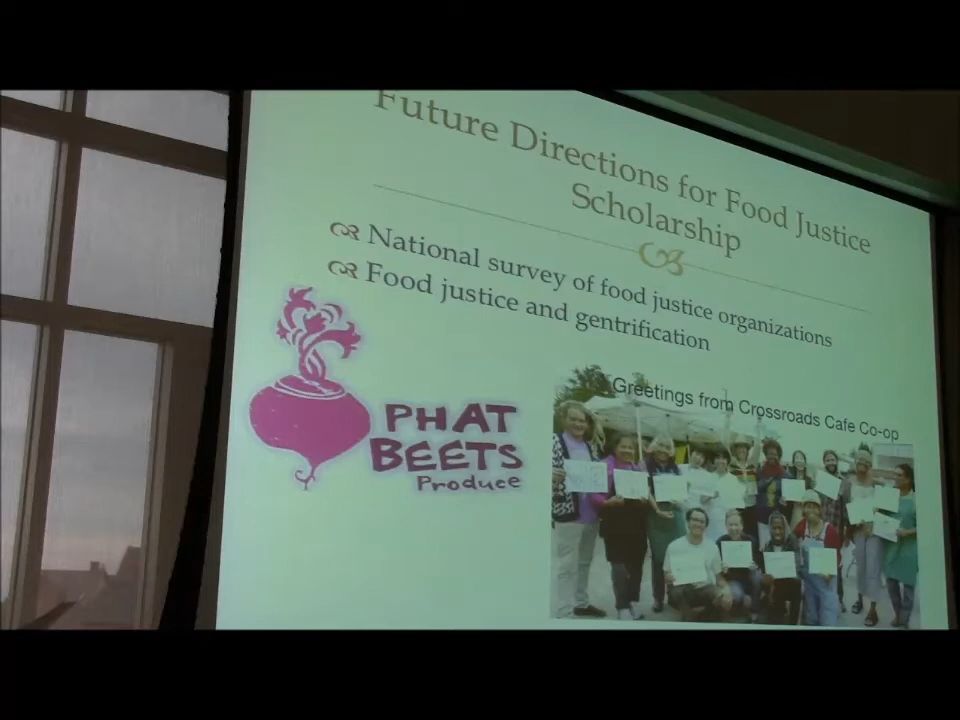 Future Directions for Food Justice
Scholarship
National survey of food justice organizations
Food justice and gentrification
Greetings from Crossroads Cafe Co-op
PHAT
BEETS
Produce